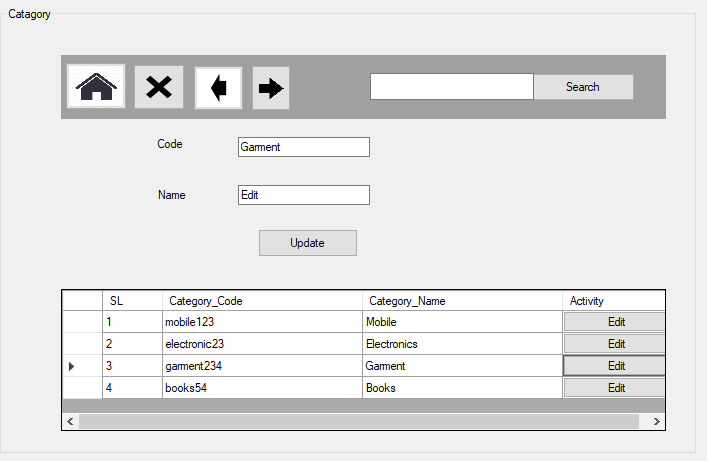 Catagory
Search
Code Garment
Name Edit
Update
SL Category_Code Category_Name Activity
1 mobile123 Mobile Edit
2 electronic23 Electronics Edit
3 garment234 Garment Edit
4 books54 Books Edit